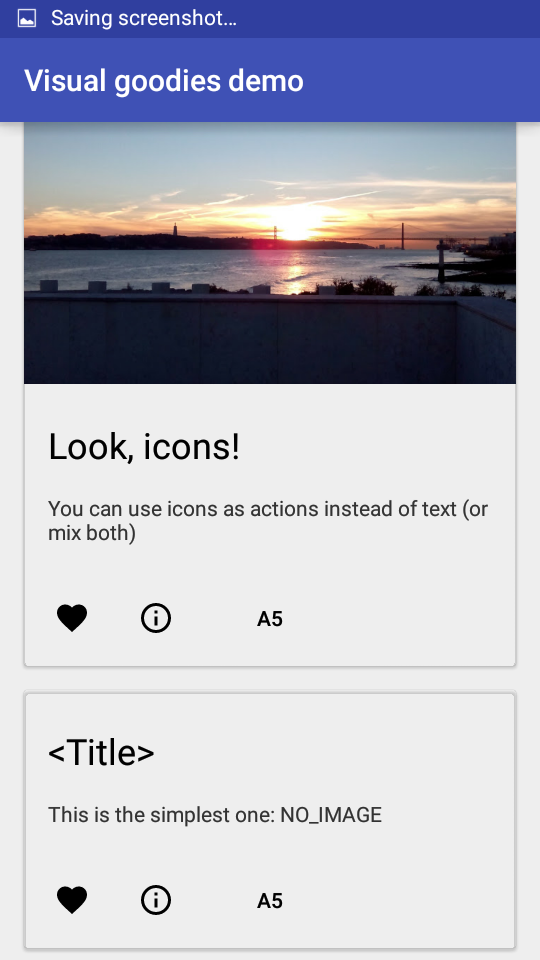 Saving screenshot...
Visual goodies demo
Look, icons!
You can use icons as actions instead of text (or
mix both)
A5
<Title>
This is the simplest one: NO_IMAGE
A5